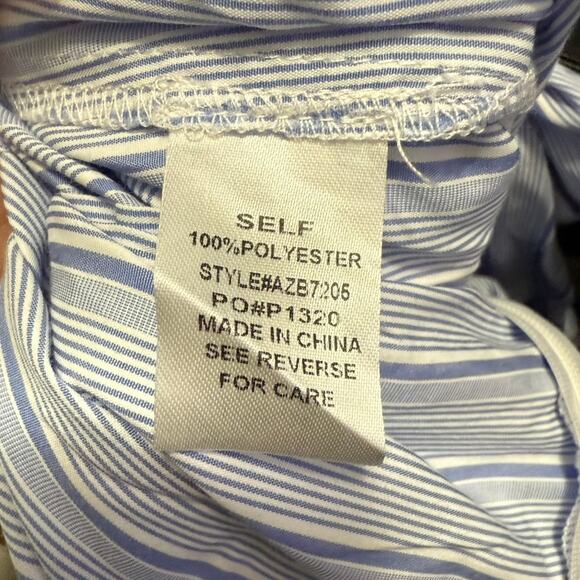 SELF
100%POLYESTER
STYLE#AZB7205
PO#P1320
MADE IN CHINA
SEE REVERSE
FOR CARE